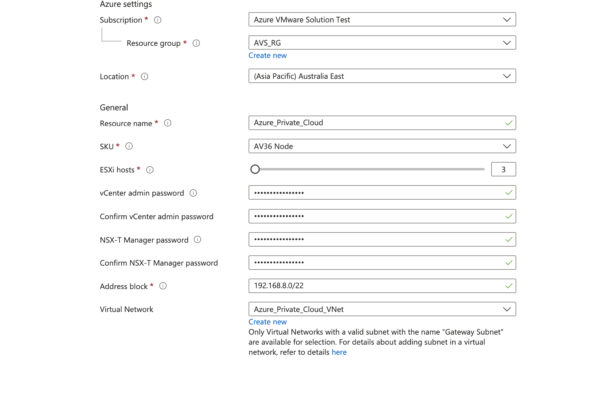 Azure settings
Subscription * Azure VMware Solution Test
Resource group * AVS_RG
Create new
Location * (Asia Pacific) Australia East
General
Resource name * Azure_Private_Cloud
SKU * AV36 Node
ESXi hosts * 3
vCenter admin password ••••••••••••••••
Confirm vCenter admin password ••••••••••••••••
NSX-T Manager password ••••••••••••••••
Confirm NSX-T Manager password ••••••••••••••••
Address block * 192.168.8.0/22
Virtual Network Azure_Private_Cloud_VNet
Create new
Only Virtual Networks with a valid subnet with the name "Gateway Subnet"
are available for selection. For details about adding subnet in a virtual
network, refer to details here